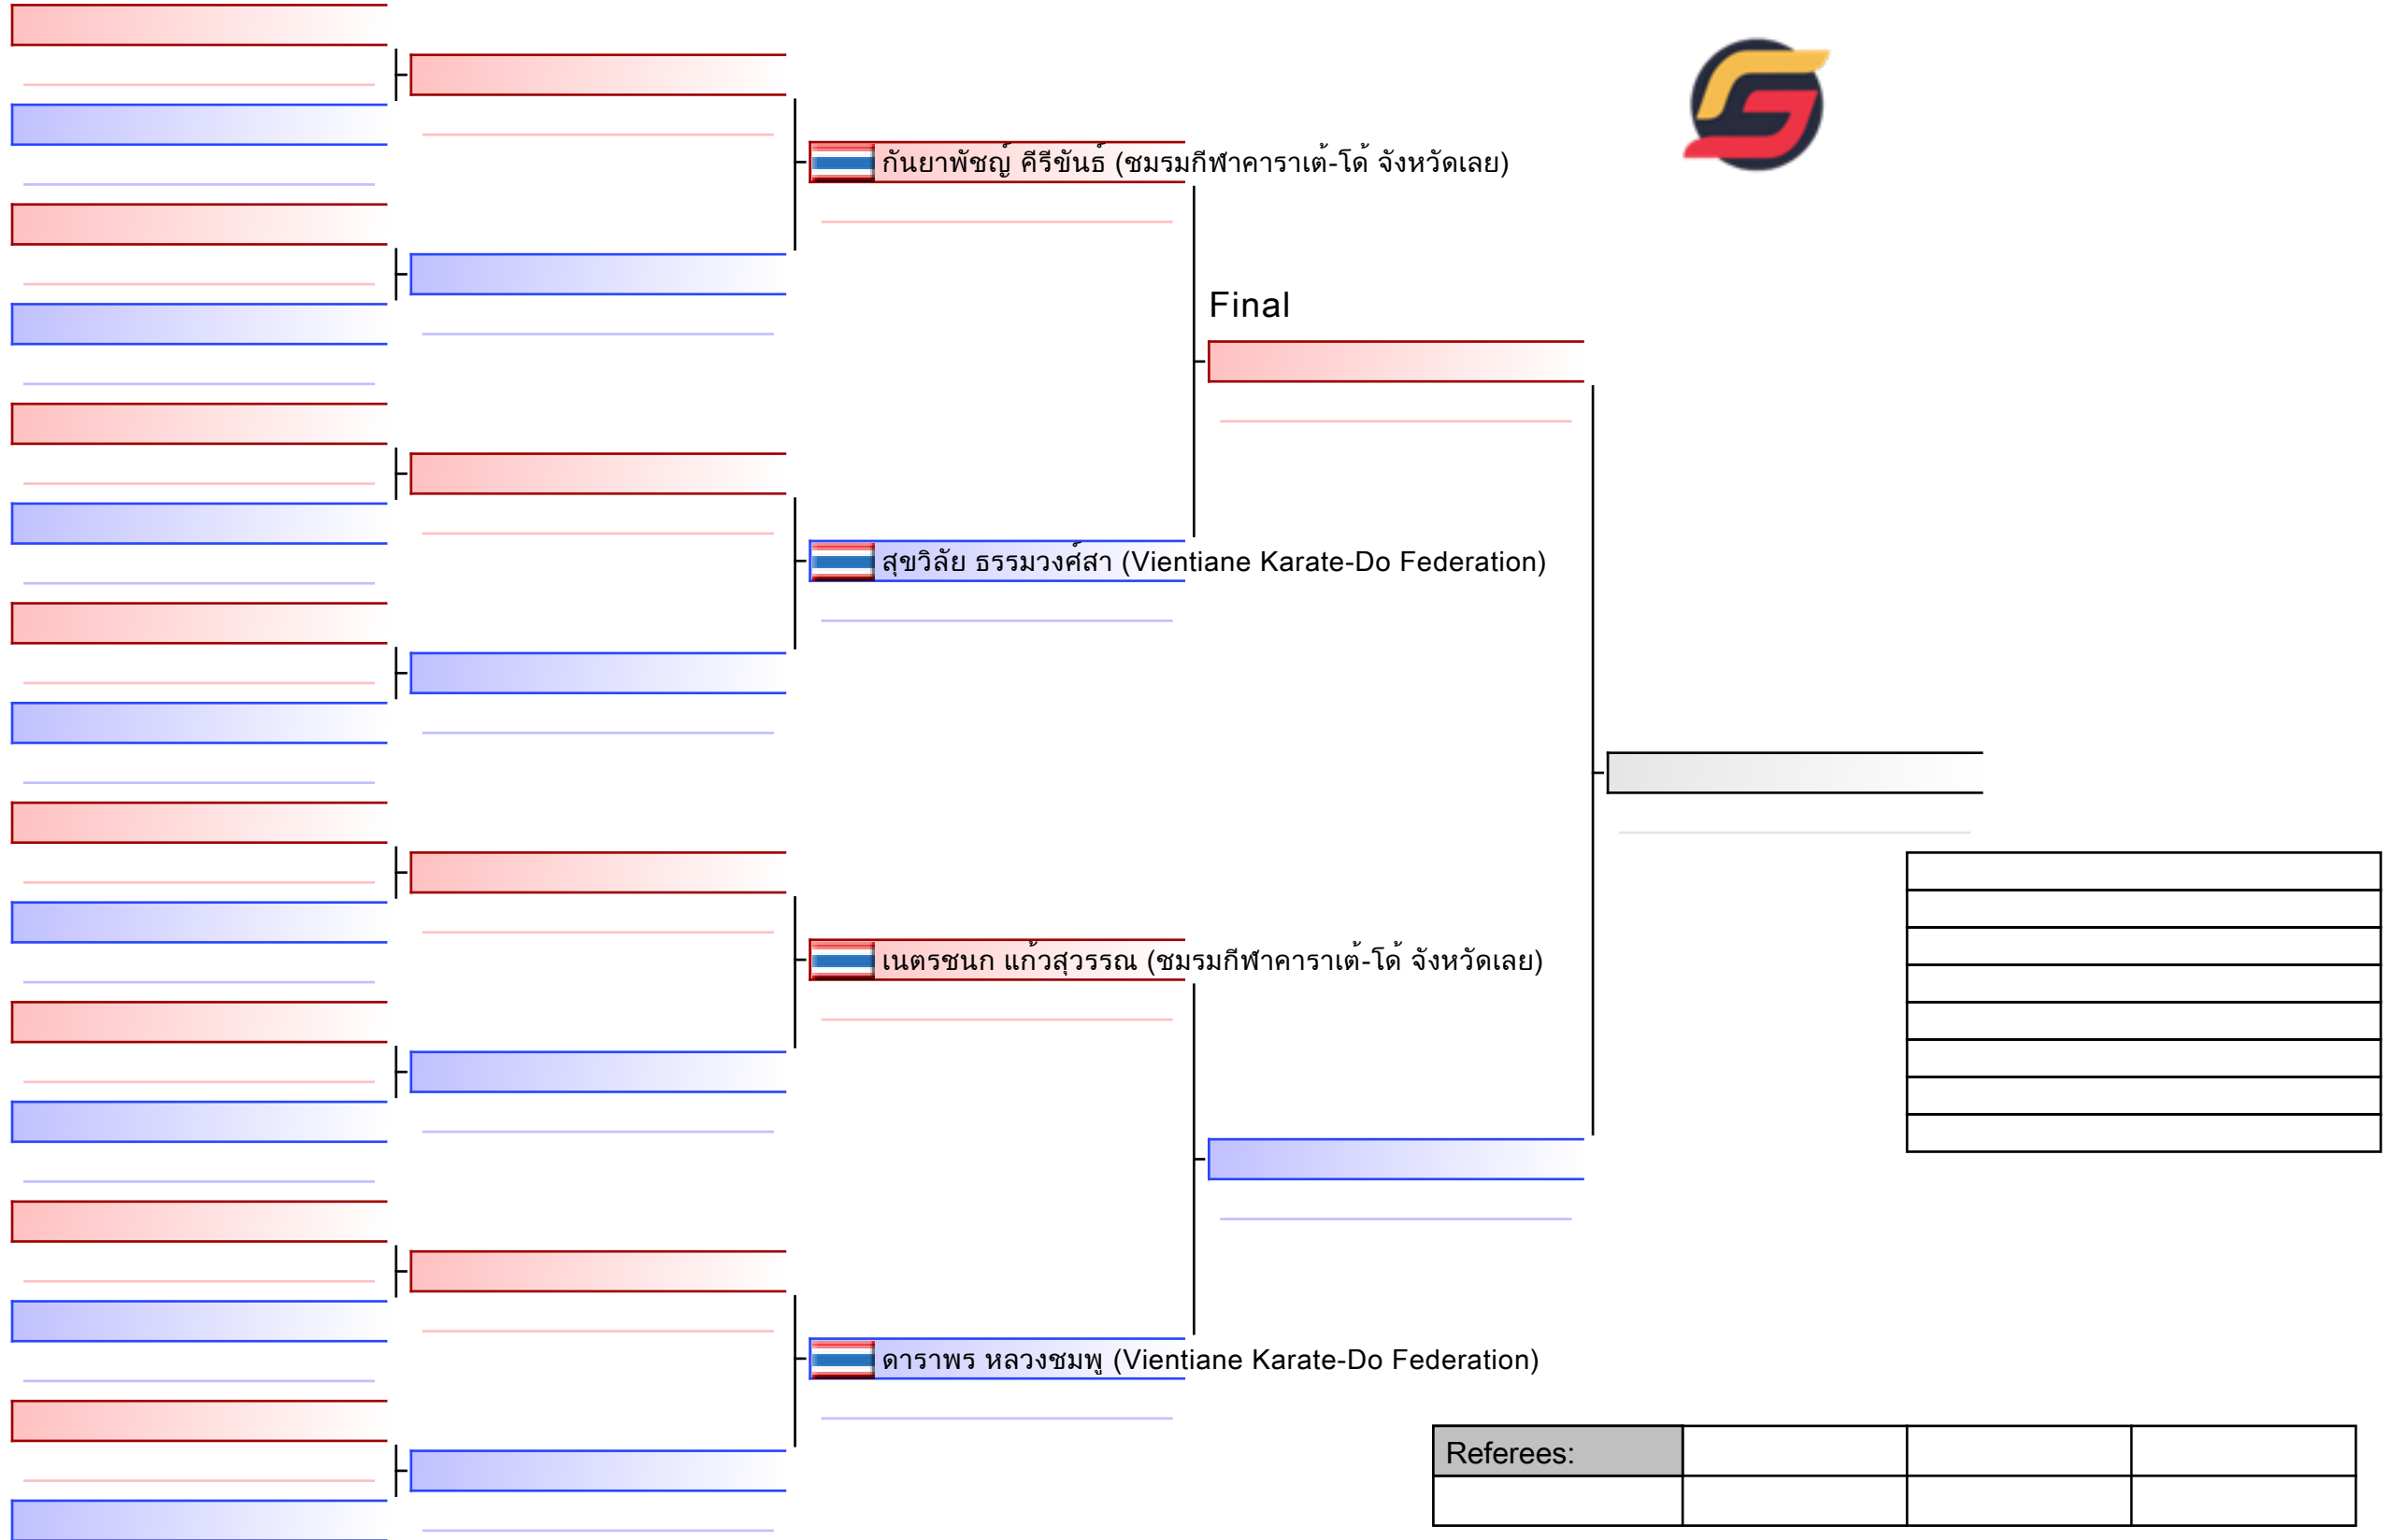 กันยาพัชญ์ คีรีขันธ์ (ชมรมกีฬาคาราเต้-โด้ จังหวัดเลย)
Final
สุขวิลัย ธรรมวงศ์สา (Vientiane Karate-Do Federation)
เนตรชนก แก้วสุวรรณ (ชมรมกีฬาคาราเต้-โด้ จังหวัดเลย)
ดาราพร หลวงชมพู (Vientiane Karate-Do Federation)
Referees: